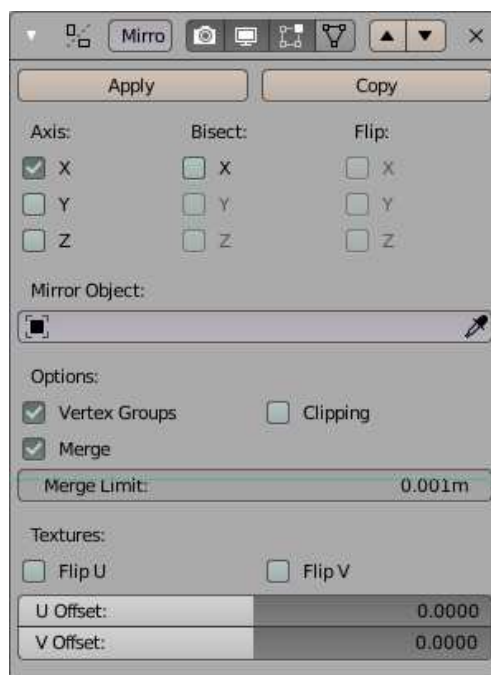 Mirro
Apply Copy
Axis: Bisect: Flip:
X X X
Y Y Y
Z Z Z
Mirror Object:
Options:
Vertex Groups Clipping
Merge
Merge Limit: 0.001m
Textures:
Flip U Flip V
U Offset: 0.0000
V Offset: 0.0000